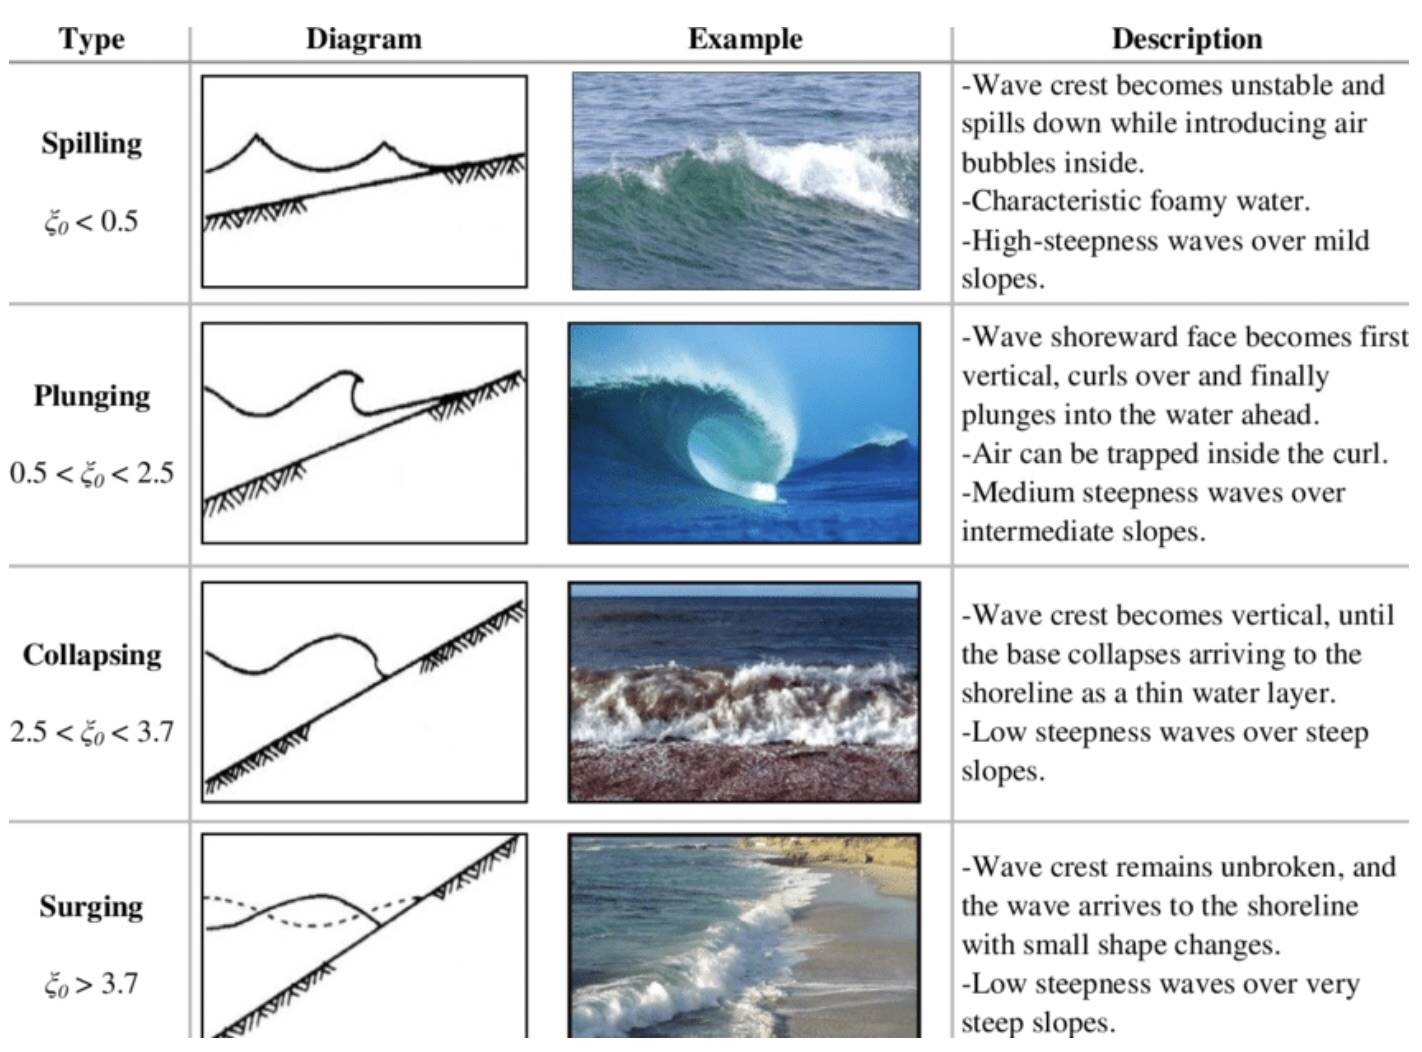 Type Diagram Example Description
Spilling
ξ₀ < 0.5
-Wave crest becomes unstable and
spills down while introducing air
bubbles inside.
-Characteristic foamy water.
-High-steepness waves over mild
slopes.
Plunging
0.5 < ξ₀ < 2.5
-Wave shoreward face becomes first
vertical, curls over and finally
plunges into the water ahead.
-Air can be trapped inside the curl.
-Medium steepness waves over
intermediate slopes.
Collapsing
2.5 < ξ₀ < 3.7
-Wave crest becomes vertical, until
the base collapses arriving to the
shoreline as a thin water layer.
-Low steepness waves over steep
slopes.
Surging
ξ₀ > 3.7
-Wave crest remains unbroken, and
the wave arrives to the shoreline
with small shape changes.
-Low steepness waves over very
steep slopes.